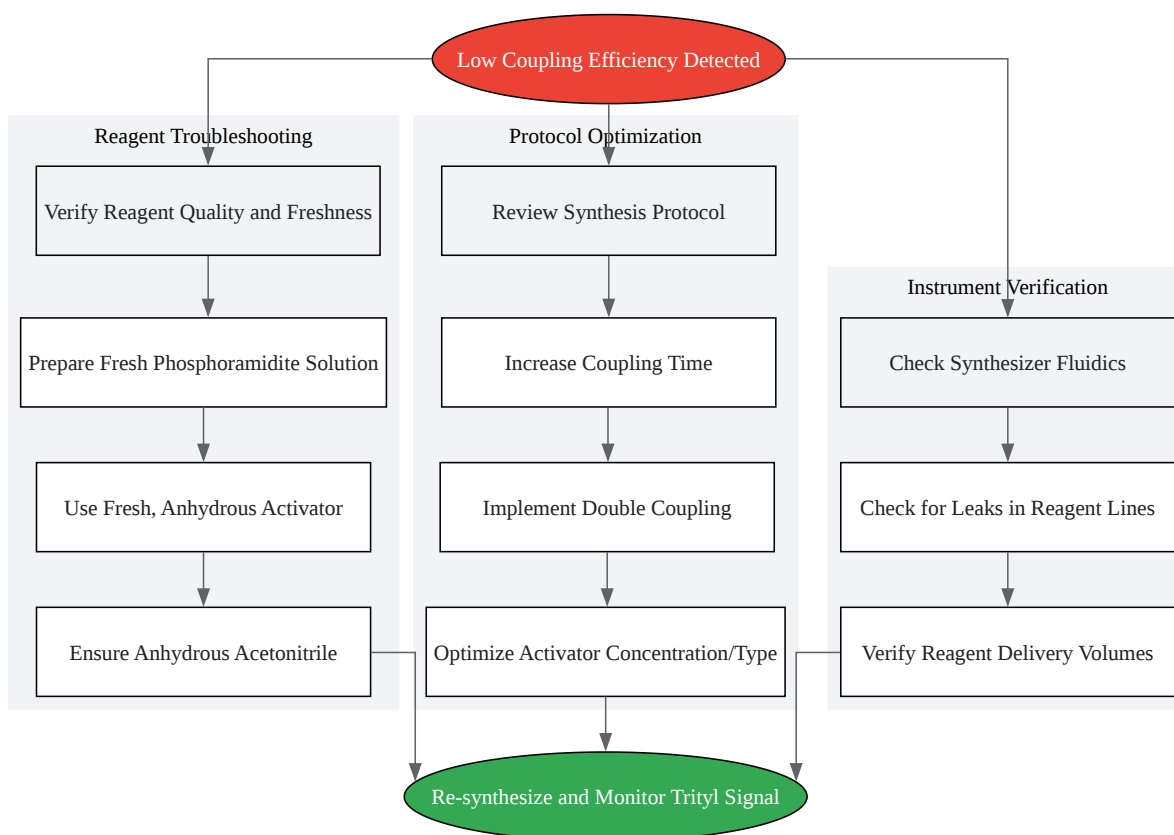 Low Coupling Efficiency Detected
Reagent Troubleshooting
Verify Reagent Quality and Freshness
Prepare Fresh Phosphoramidite Solution
Use Fresh, Anhydrous Activator
Ensure Anhydrous Acetonitrile
Protocol Optimization
Review Synthesis Protocol
Increase Coupling Time
Implement Double Coupling
Optimize Activator Concentration/Type
Instrument Verification
Check Synthesizer Fluidics
Check for Leaks in Reagent Lines
Verify Reagent Delivery Volumes
Re-synthesize and Monitor Trityl Signal